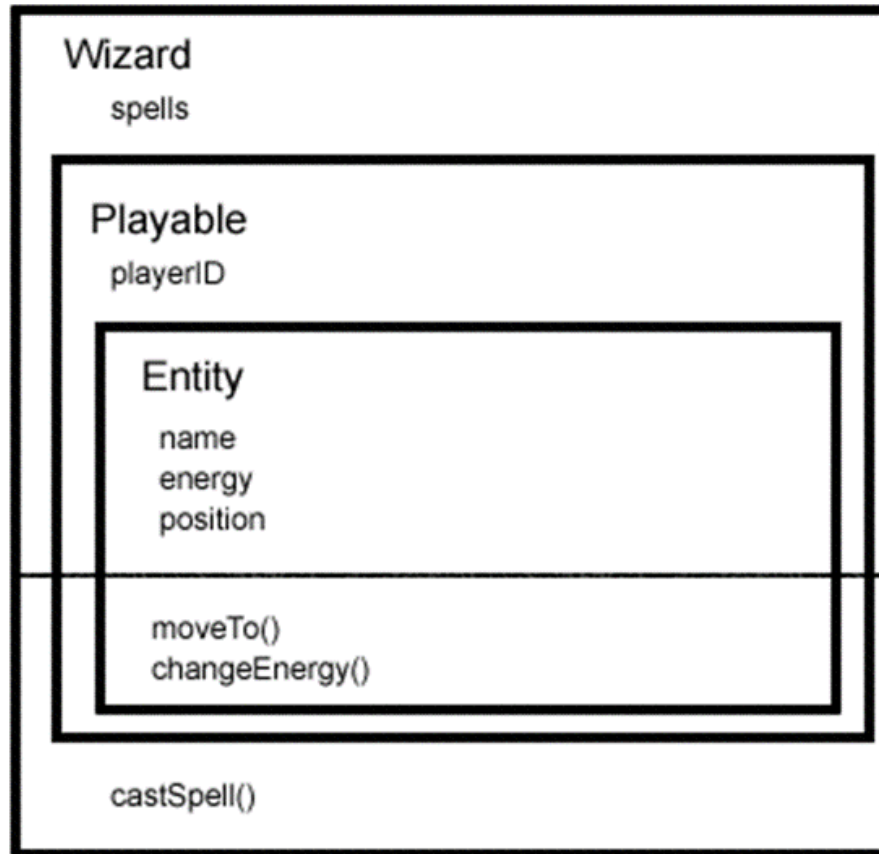 Wizard
spells
Playable
playerID
Entity
name
energy
position
moveTo()
changeEnergy()
castSpell()